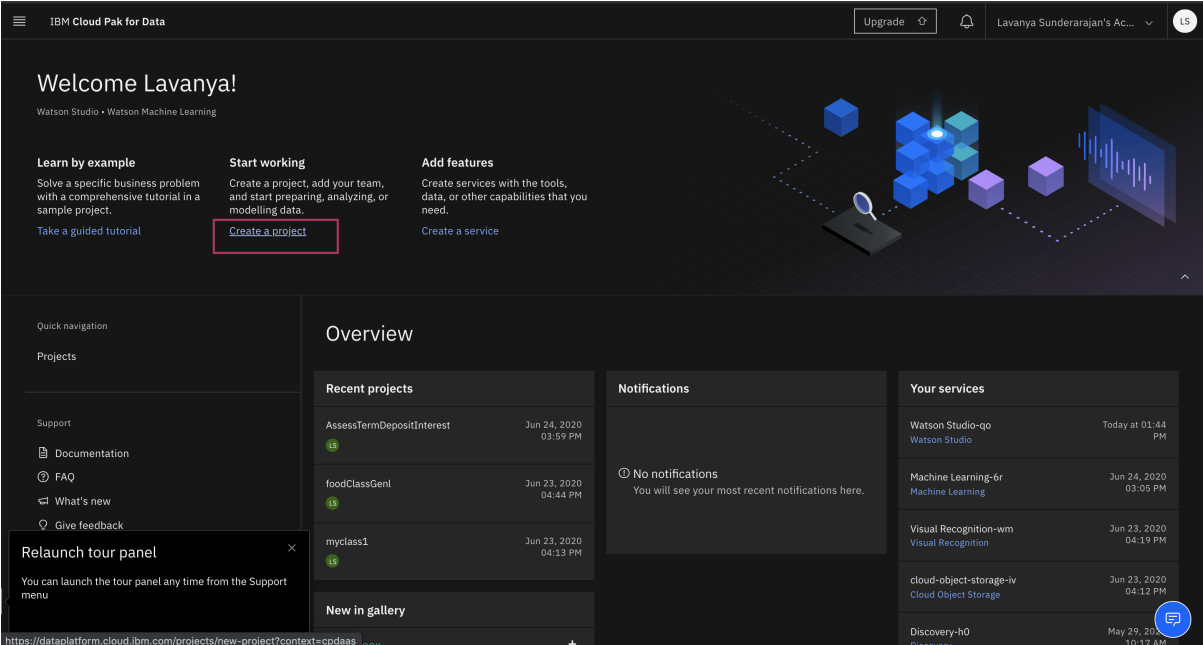 IBM Cloud Pak for Data
Upgrade
Lavanya Sunderarajan's Ac...
LS
Welcome Lavanya!
Watson Studio • Watson Machine Learning
Learn by example
Solve a specific business problem
with a comprehensive tutorial in a
sample project.
Take a guided tutorial
Start working
Create a project, add your team,
and start preparing, analyzing, or
modelling data.
Create a project
Add features
Create services with the tools,
data, or other capabilities that you
need.
Create a service
Quick navigation
Projects
Support
Documentation
FAQ
What's new
Give feedback
Relaunch tour panel
You can launch the tour panel any time from the Support
menu
https://dataplatform.cloud.ibm.com/projects/new-project?context=cpdaas
Overview
Recent projects
AssessTermDepositInterest
Jun 24, 2020
03:59 PM
LS
foodClassGenl
Jun 23, 2020
04:44 PM
LS
myclass1
Jun 23, 2020
04:13 PM
LS
New in gallery
Notifications
No notifications
You will see your most recent notifications here.
Your services
Watson Studio-qo
Watson Studio
Today at 01:44
PM
Machine Learning-6r
Machine Learning
Jun 24, 2020
03:05 PM
Visual Recognition-wm
Visual Recognition
Jun 23, 2020
04:19 PM
cloud-object-storage-iv
Cloud Object Storage
Jun 23, 2020
04:12 PM
Discovery-h0
Discovery
May 29,
10:17 AM